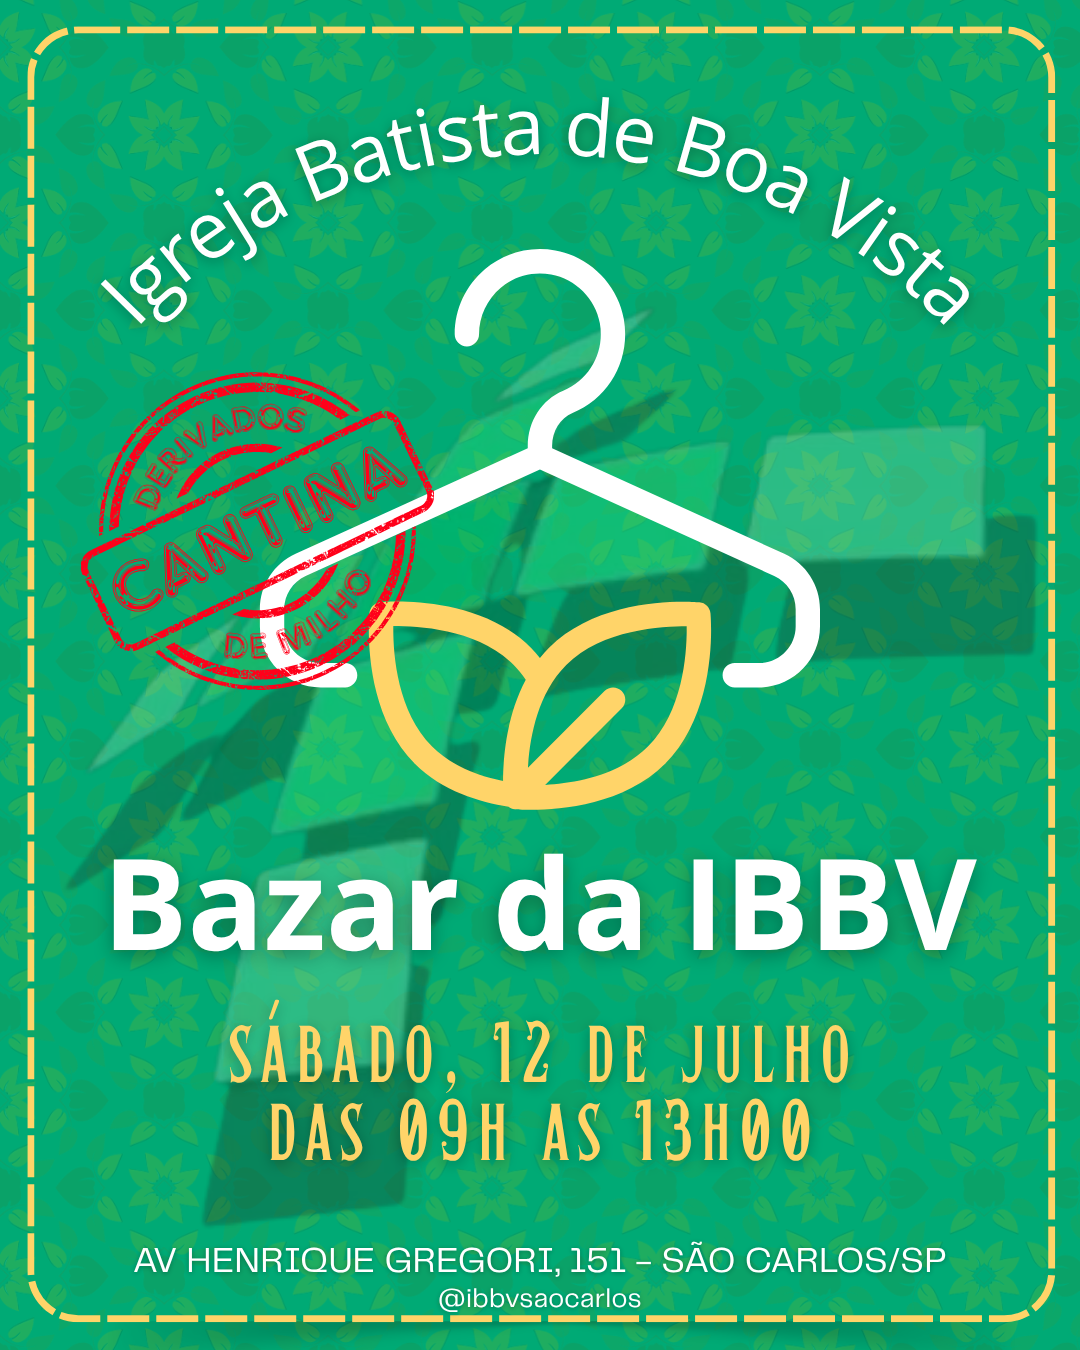 Igreja Batista de Boa Vista
DERIVADOS
CANTINA
DE MILHO
Bazar da IBBV
SÁBADO, 12 DE JULHO
DAS 09H AS 13H00
AV HENRIQUE GREGORI, 151 – SÃO CARLOS/SP
@ibbvsaocarlos